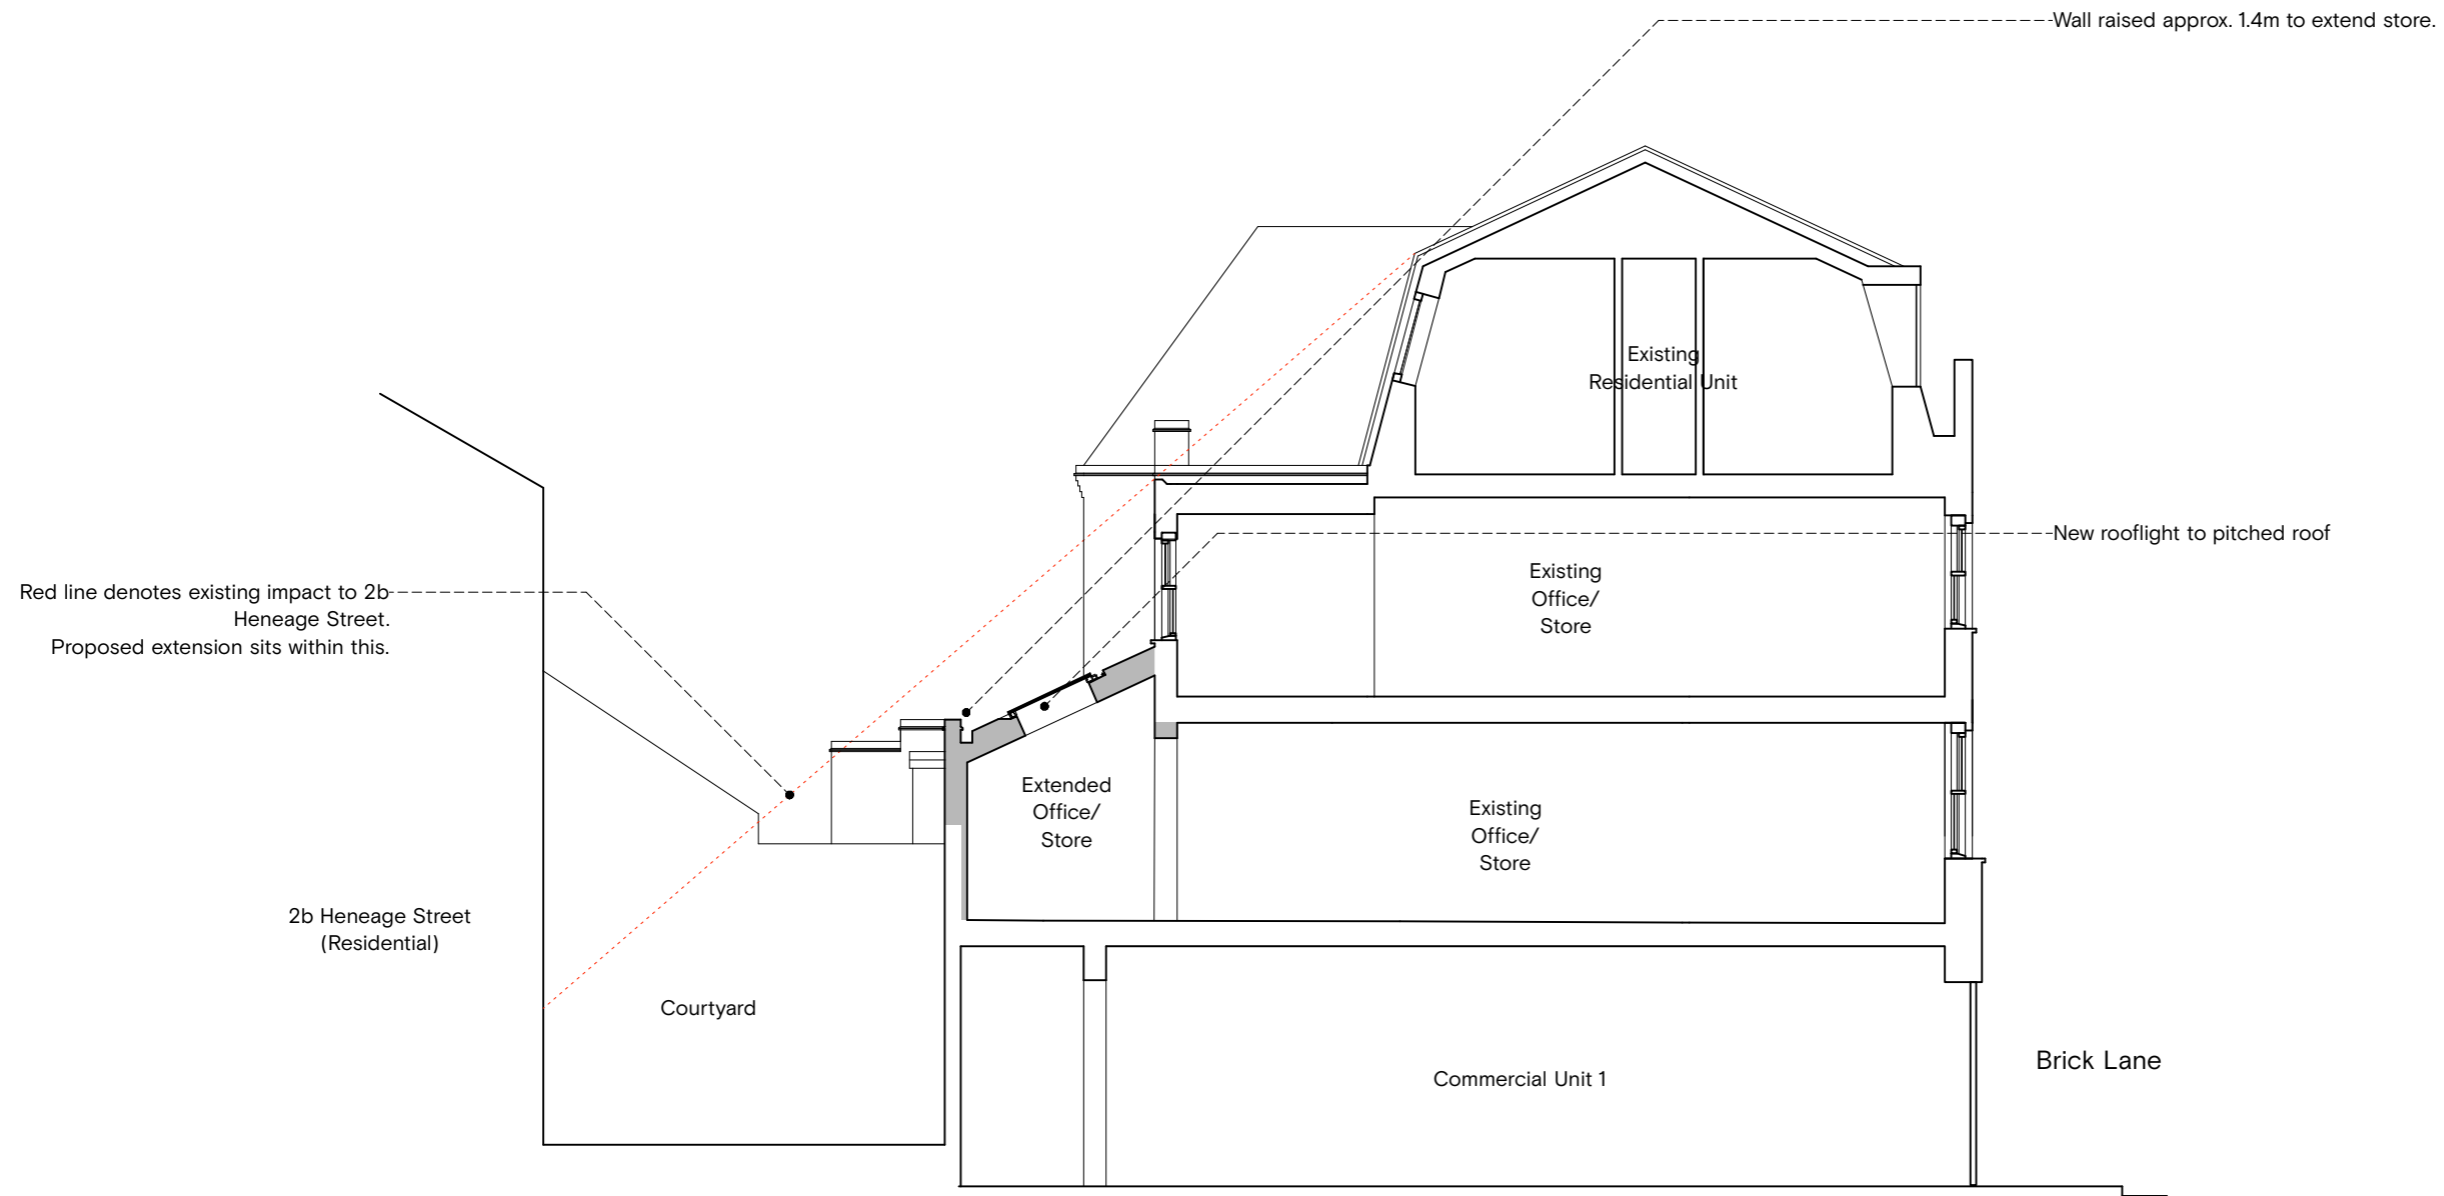 Wall raised approx. 1.4m to extend store.
Existing
Residential Unit
New rooflight to pitched roof
Red line denotes existing impact to 2b
Heneage Street.
Proposed extension sits within this.
Existing
Office/
Store
Extended
Office/
Store
Existing
Office/
Store
2b Heneage Street
(Residential)
Courtyard
Commercial Unit 1
Brick Lane